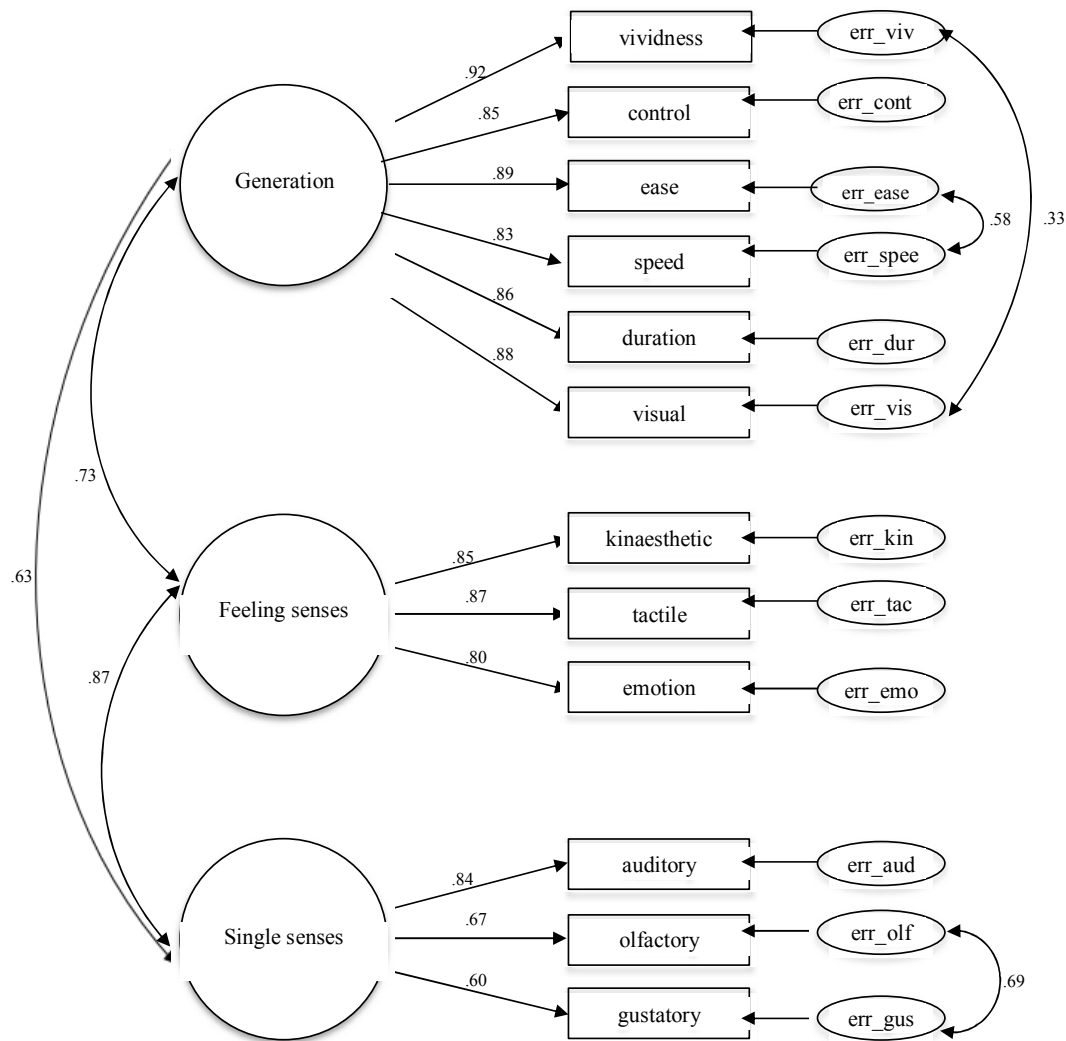 vividness
err_viv
.92
control
err_cont
.85
Generation
.89
ease
err_ease
.58
.33
.83
speed
err_spee
.86
duration
err_dur
.88
visual
err_vis
.73
.63
kinaesthetic
err_kin
.85
Feeling senses
.87
tactile
err_tac
.80
emotion
err_emo
.87
auditory
err_aud
.84
Single senses
.67
olfactory
err_olf
.69
.60
gustatory
err_gus